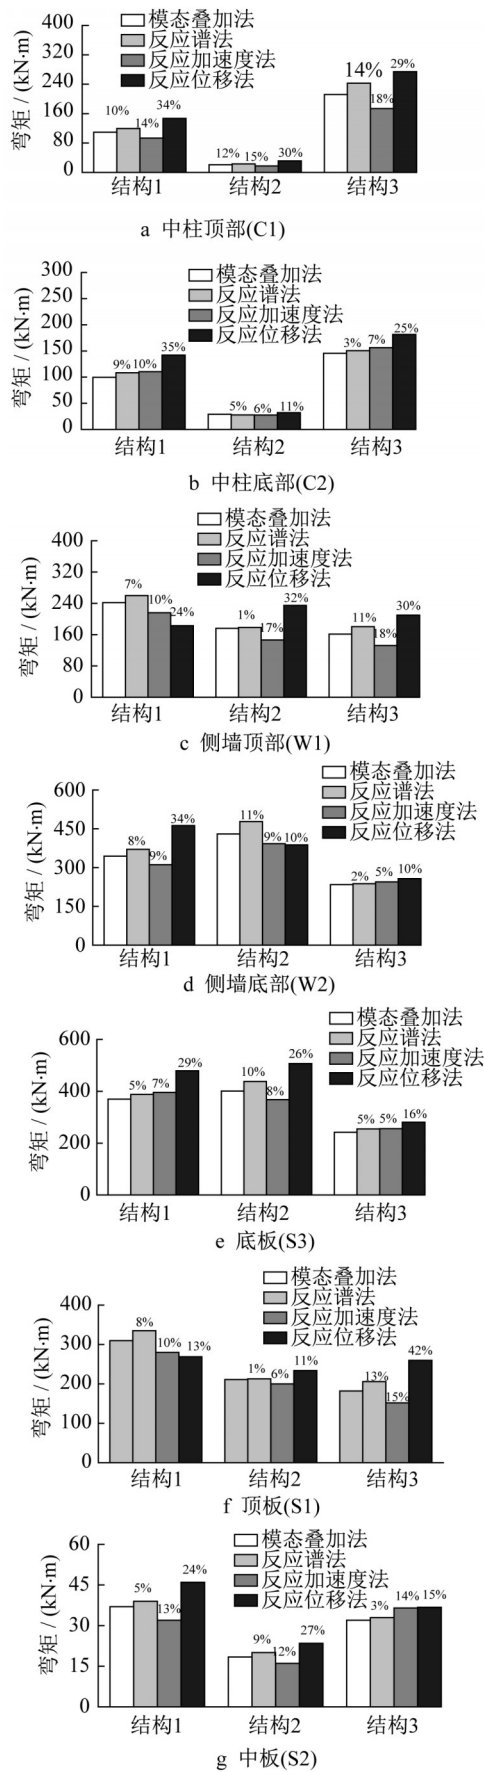 400
320
240
160
80
0
弯矩 / (kN·m)
模态叠加法
反应谱法
反应加速度法
反应位移法
10% 14% 34%
12% 15% 30%
14% 18% 29%
结构1 结构2 结构3
a 中柱顶部(C1)
300
250
200
150
100
50
0
弯矩 / (kN·m)
模态叠加法
反应谱法
反应加速度法
反应位移法
9% 10% 35%
5% 6% 11%
3% 7% 25%
结构1 结构2 结构3
b 中柱底部(C2)
400
320
240
160
80
0
弯矩 / (kN·m)
模态叠加法
反应谱法
反应加速度法
反应位移法
7% 10% 24%
1% 17% 32%
11% 18% 30%
结构1 结构2 结构3
c 侧墙顶部(W1)
600
450
300
150
0
弯矩 / (kN·m)
模态叠加法
反应谱法
反应加速度法
反应位移法
8% 9% 34%
11% 9% 10%
2% 5% 10%
结构1 结构2 结构3
d 侧墙底部(W2)
600
400
200
0
弯矩 / (kN·m)
模态叠加法
反应谱法
反应加速度法
反应位移法
5% 7% 29%
10% 8% 26%
5% 5% 16%
结构1 结构2 结构3
e 底板(S3)
400
300
200
100
0
弯矩 / (kN·m)
模态叠加法
反应谱法
反应加速度法
反应位移法
8% 10% 13%
1% 6% 11%
13% 15% 42%
结构1 结构2 结构3
f 顶板(S1)
60
45
30
15
0
弯矩 / (kN·m)
模态叠加法
反应谱法
反应加速度法
反应位移法
5% 13% 24%
9% 12% 27%
3% 14% 15%
结构1 结构2 结构3
g 中板(S2)